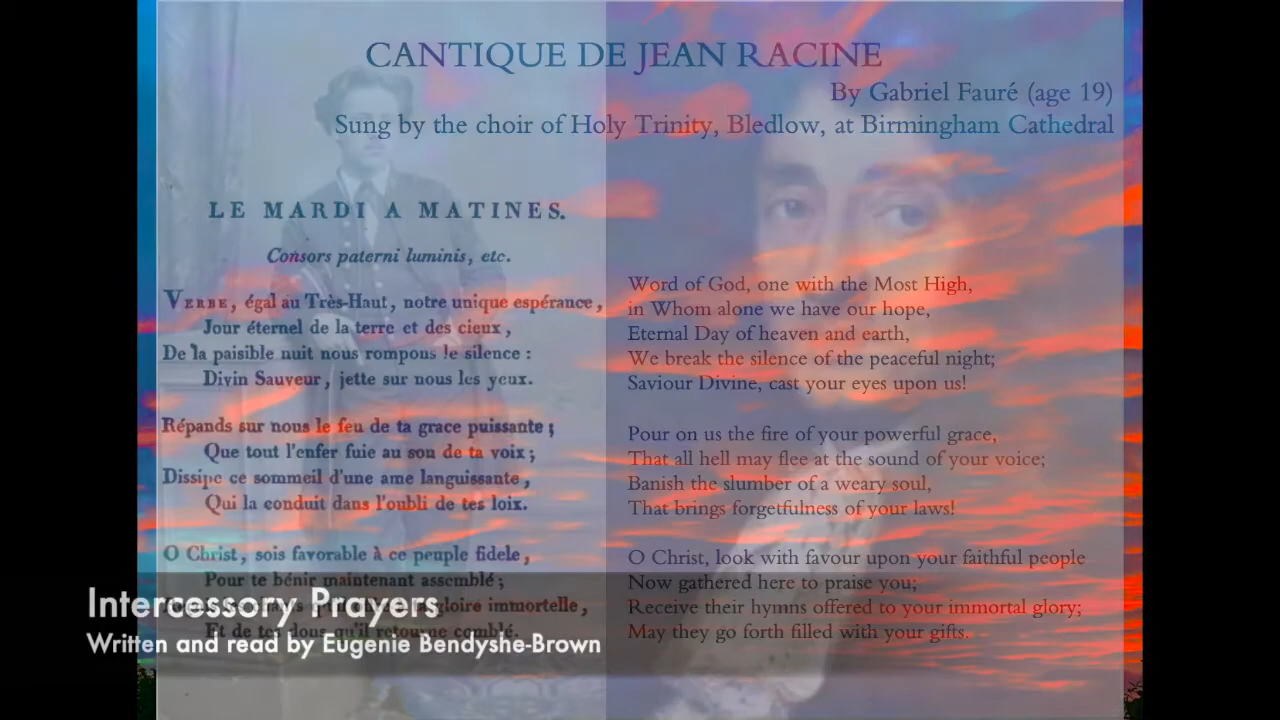 CANTIQUE DE JEAN RACINE
By Gabriel Fauré (age 19)
Sung by the choir of Holy Trinity, Bledlow, at Birmingham Cathedral
LE MARDI A MATINES.
Consors paterni luminis, etc.
VERBE, égal au Très-Haut, notre unique espérance,
Jour éternel de la terre et des cieux,
De la paisible nuit nous rompons le silence :
Divin Sauveur, jette sur nous les yeux.
Répands sur nous le feu de ta grace puissante ;
Que tout l'enfer fuie au son de ta voix ;
Dissipe ce sommeil d'une ame languissante,
Qui la conduit dans l'oubli de tes loix.
O Christ, sois favorable à ce peuple fidele,
Pour te bénir maintenant assemblé ;
gloire immortelle,
Et de tes dons qu'il retourne comblé.
Word of God, one with the Most High,
in Whom alone we have our hope,
Eternal Day of heaven and earth,
We break the silence of the peaceful night;
Saviour Divine, cast your eyes upon us!
Pour on us the fire of your powerful grace,
That all hell may flee at the sound of your voice;
Banish the slumber of a weary soul,
That brings forgetfulness of your laws!
O Christ, look with favour upon your faithful people
Now gathered here to praise you;
Receive their hymns offered to your immortal glory;
May they go forth filled with your gifts.
Intercessory Prayers
Written and read by Eugenie Bendyshe-Brown